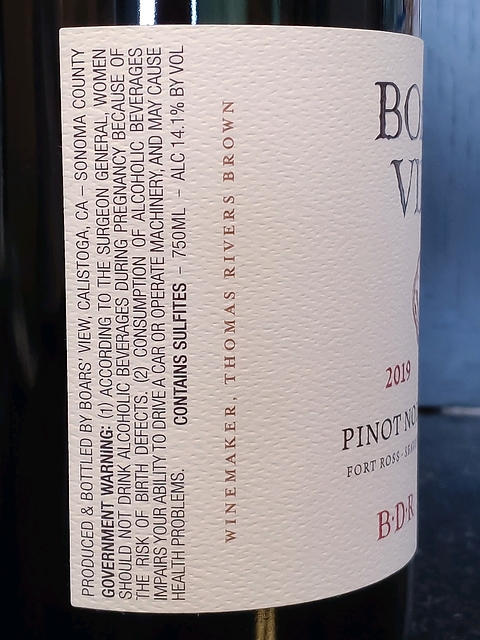 PRODUCED & BOTTLED BY BOARS' VIEW, CALISTOGA, CA – SONOMA COUNTY
GOVERNMENT WARNING: (1) ACCORDING TO THE SURGEON GENERAL, WOMEN
SHOULD NOT DRINK ALCOHOLIC BEVERAGES DURING PREGNANCY BECAUSE OF
THE RISK OF BIRTH DEFECTS. (2) CONSUMPTION OF ALCOHOLIC BEVERAGES
IMPAIRS YOUR ABILITY TO DRIVE A CAR OR OPERATE MACHINERY, AND MAY CAUSE
HEALTH PROBLEMS. CONTAINS SULFITES – 750ML – ALC 14.1% BY VOL
WINEMAKER, THOMAS RIVERS BROWN
BO
VI
2019
PINOT NO
FORT ROSS-SEA
B·D·R